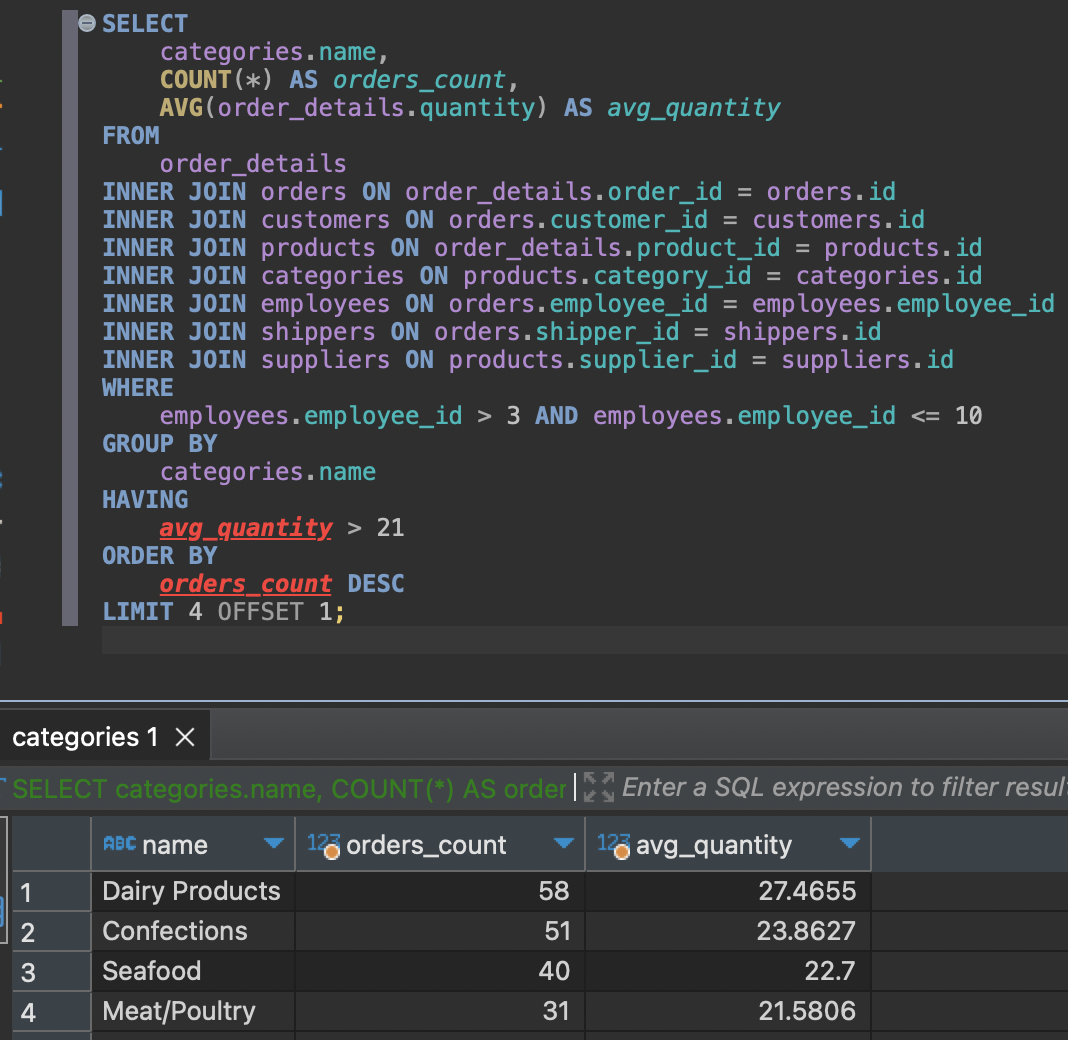 SELECT
categories.name,
COUNT(*) AS orders_count,
AVG(order_details.quantity) AS avg_quantity
FROM
order_details
INNER JOIN orders ON order_details.order_id = orders.id
INNER JOIN customers ON orders.customer_id = customers.id
INNER JOIN products ON order_details.product_id = products.id
INNER JOIN categories ON products.category_id = categories.id
INNER JOIN employees ON orders.employee_id = employees.employee_id
INNER JOIN shippers ON orders.shipper_id = shippers.id
INNER JOIN suppliers ON products.supplier_id = suppliers.id
WHERE
employees.employee_id > 3 AND employees.employee_id <= 10
GROUP BY
categories.name
HAVING
avg_quantity > 21
ORDER BY
orders_count DESC
LIMIT 4 OFFSET 1;
categories 1
SELECT categories.name, COUNT(*) AS order Enter a SQL expression to filter resul
ABC name 123 orders_count 123 avg_quantity
1 Dairy Products 58 27.4655
2 Confections 51 23.8627
3 Seafood 40 22.7
4 Meat/Poultry 31 21.5806